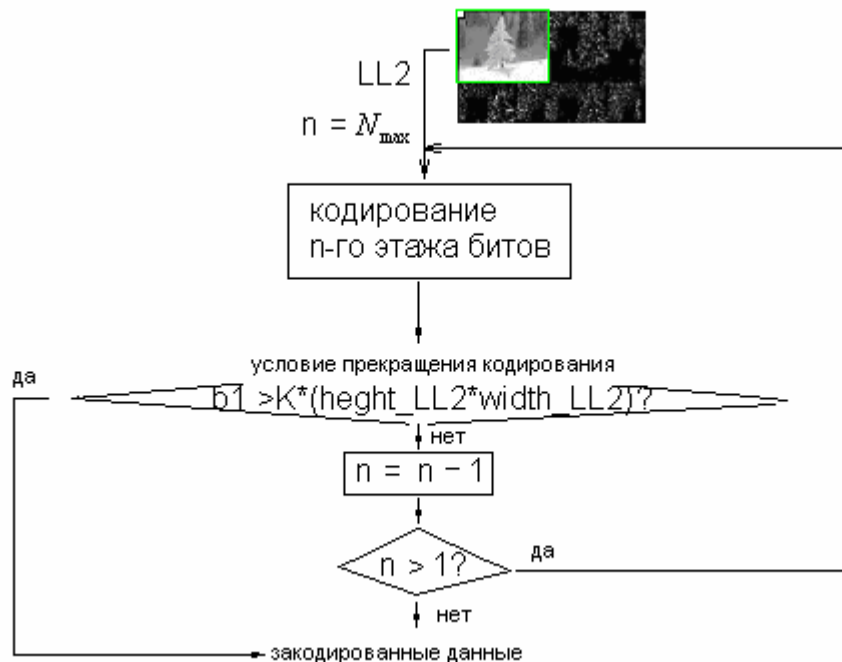 LL2
n = Nmax
кодирование
n-го этажа битов
условие прекращения кодирования
да
b1 >K*(heght_LL2*width_LL2)?
нет
n = n − 1
n > 1?
да
нет
закодированные данные